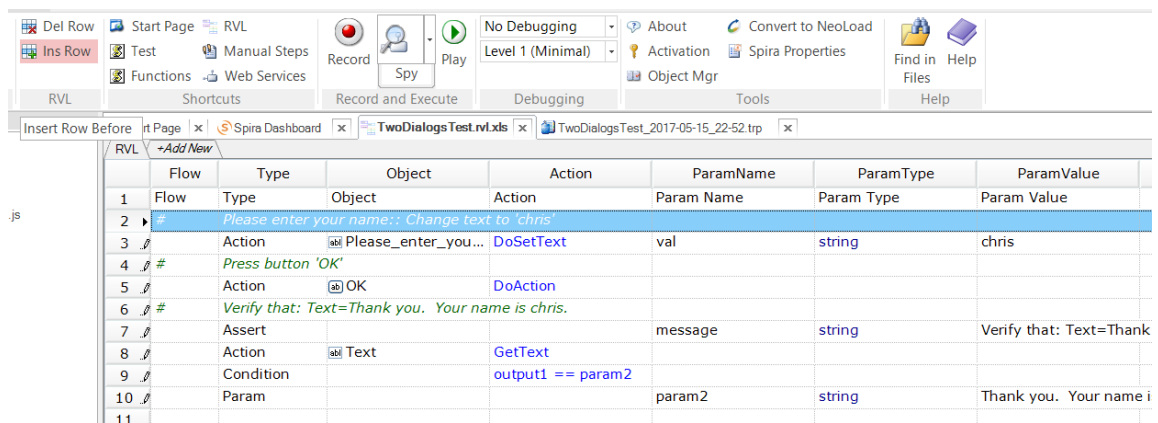 Del Row Start Page RVL No Debugging About Convert to NeoLoad
Ins Row Test Manual Steps Record Play Level 1 (Minimal) Activation Spira Properties Find in Files Help
Functions Web Services Spy Object Mgr
RVL Shortcuts Record and Execute Debugging Tools Help
Insert Row Before rt Page x Spira Dashboard x TwoDialogsTest.rvl.xls x TwoDialogsTest_2017-05-15_22-52.trp x
RVL +Add New
Flow Type Object Action ParamName ParamType ParamValue
1 Flow Type Object Action Param Name Param Type Param Value
.js
2 # Please enter your name:: Change text to 'chris'
3 Action Please_enter_you... DoSetText val string chris
4 # Press button 'OK'
5 Action OK DoAction
6 # Verify that: Text=Thank you. Your name is chris.
7 Assert message string Verify that: Text=Thank
8 Action Text GetText
9 Condition output1 == param2
10 Param param2 string Thank you. Your name i
11